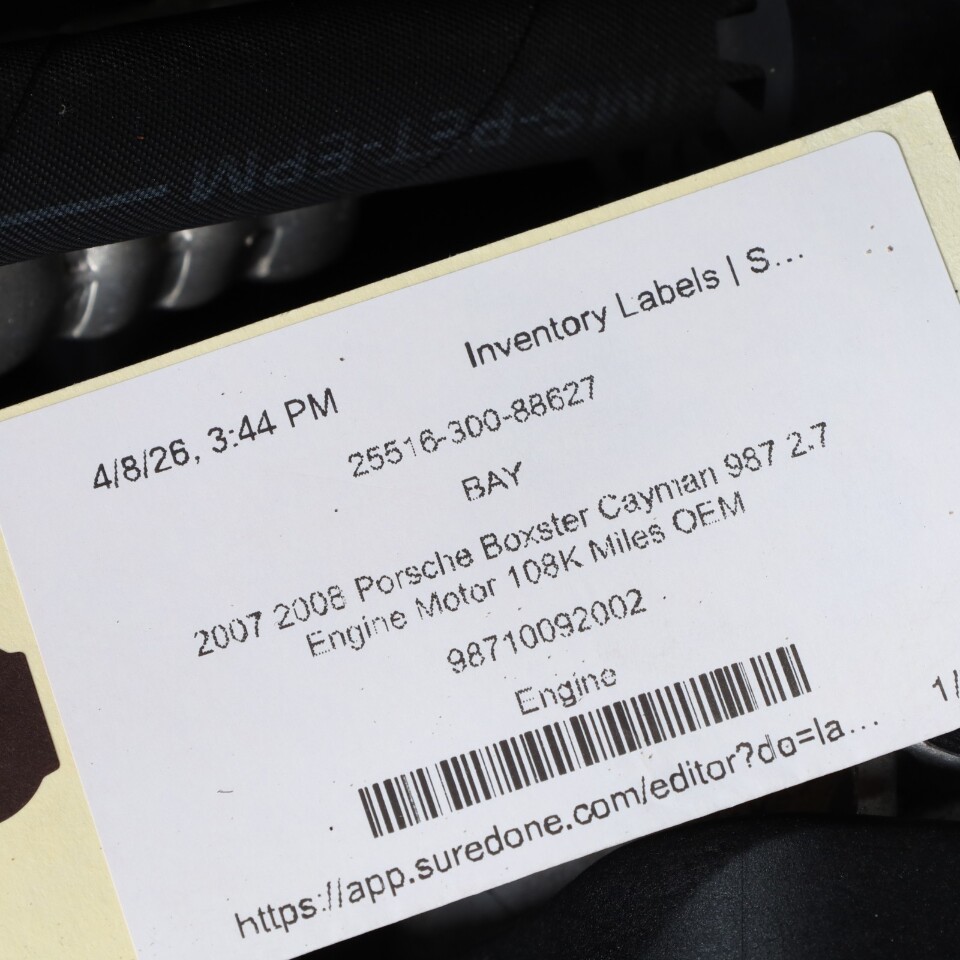 4/8/26, 3:44 PM
Inventory Labels | S...
25516-300-88627
BAY
2007 2008 Porsche Boxster Cayman 987 2.7
Engine Motor 108K Miles OEM
98710092002
Engine
https://app.suredone.com/editor?do=la...
1/